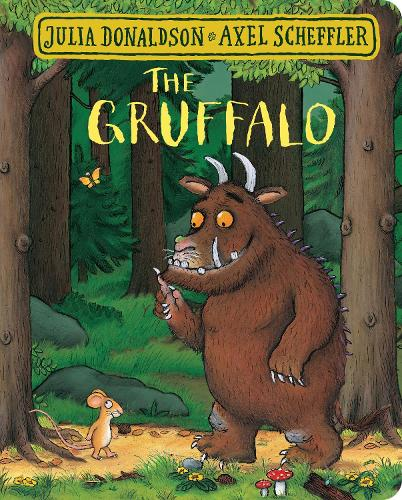 JULIA DONALDSON • AXEL SCHEFFLER
THE
GRUFFALO